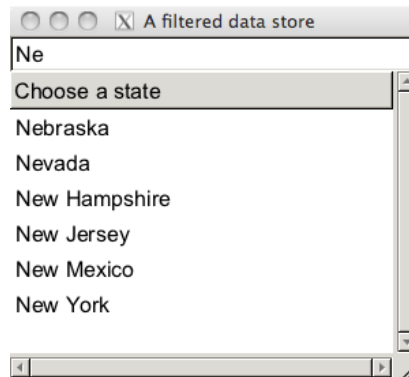 A filtered data store
Ne
Choose a state
Nebraska
Nevada
New Hampshire
New Jersey
New Mexico
New York